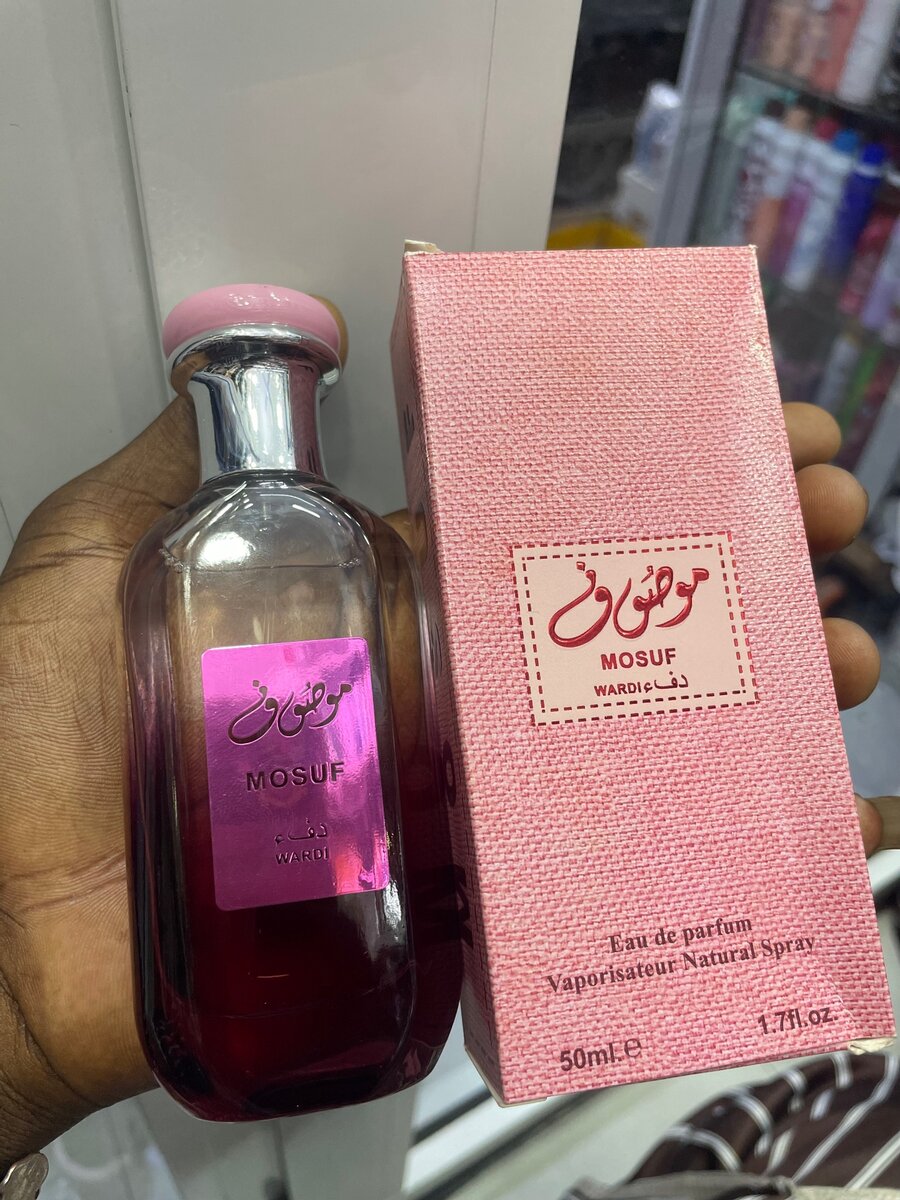 موصوف
MOSUF
دفء
WARDI
موصوف
MOSUF
WARDI دفء
Eau de parfum
Vaporisateur Natural Spray
50ml.e 1.7fl.oz.